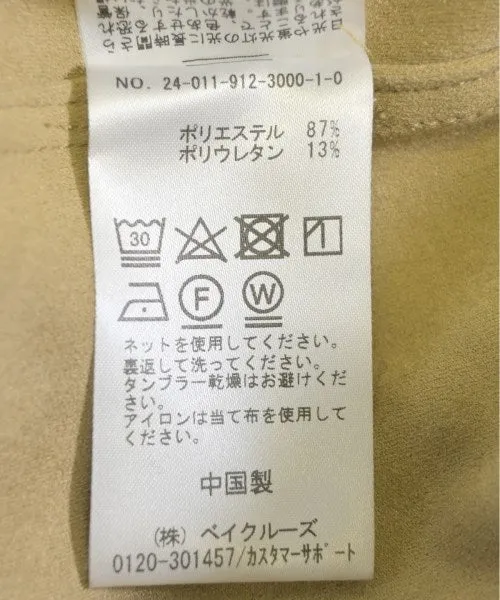 NO. 24-011-912-3000-1-0
ポリエステル 87%
ポリウレタン 13%
30
F
W
ネットを使用してください。
裏返して洗ってください。
タンブラー乾燥はお避けくだ
さい。
アイロンは当て布を使用して
ください。
中国製
(株) ベイクルーズ
0120-301457/カスタマーサポート